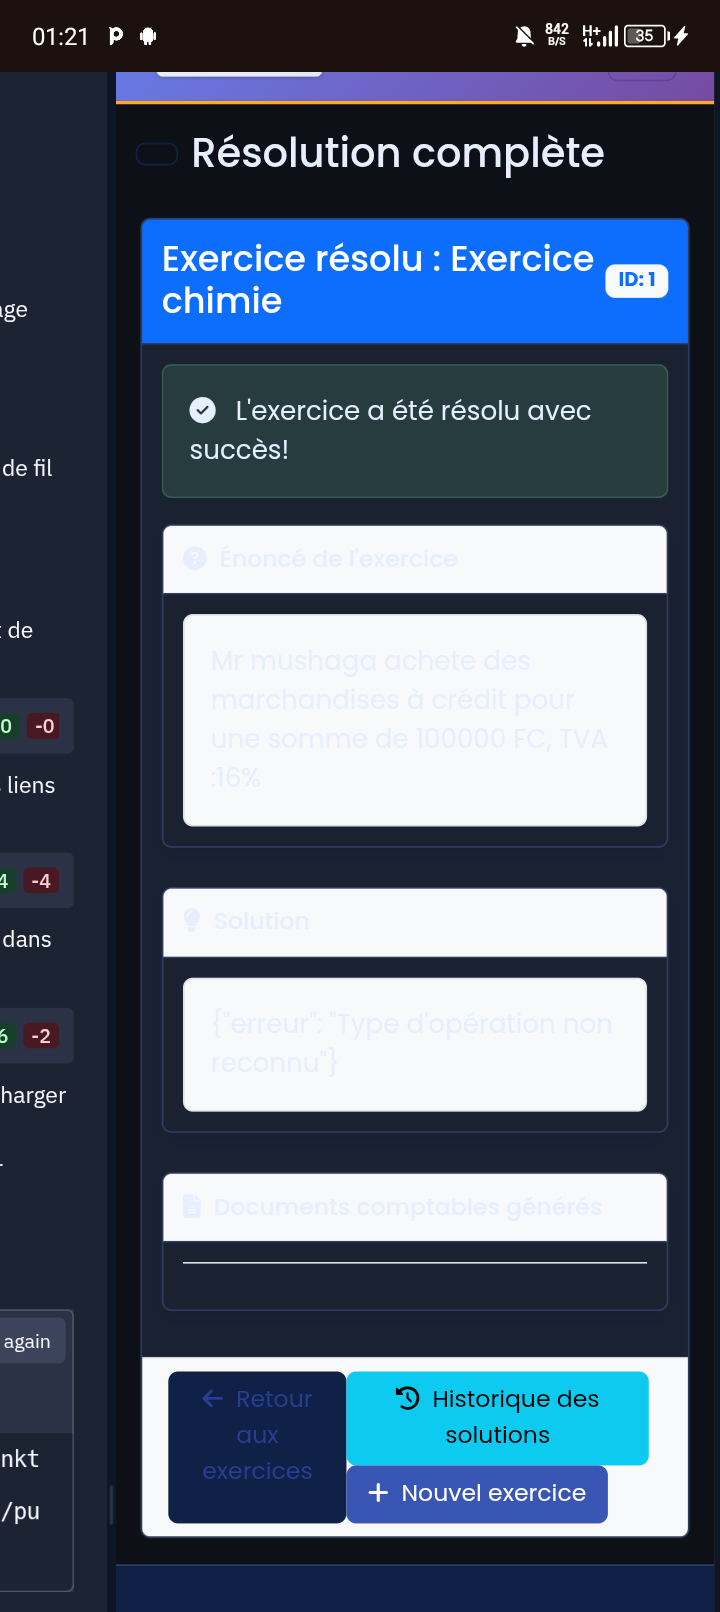 01:21
842
B/S
H+
35
Résolution complète
Exercice résolu : Exercice
chimie
ID: 1
L'exercice a été résolu avec
succès!
Énoncé de l'exercice
Mr mushaga achete des
marchandises à crédit pour
une somme de 100000 FC, TVA
:16%
Solution
{"erreur": "Type d'opération non
reconnu"}
Documents comptables générés
Retour
aux
exercices
Historique des
solutions
Nouvel exercice
age
de fil
t de
0 -0
s liens
4 -4
dans
6 -2
harger
again
nkt
/pu